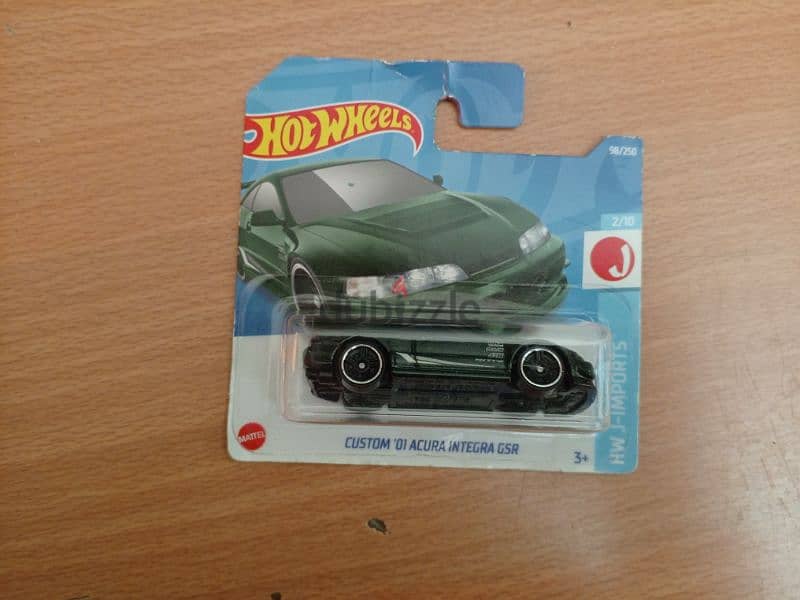 HOT WHEELS
98/250
2/10
J
dubizzle
HW J-IMPORTS
MATTEL
CUSTOM '01 ACURA INTEGRA GSR
3+